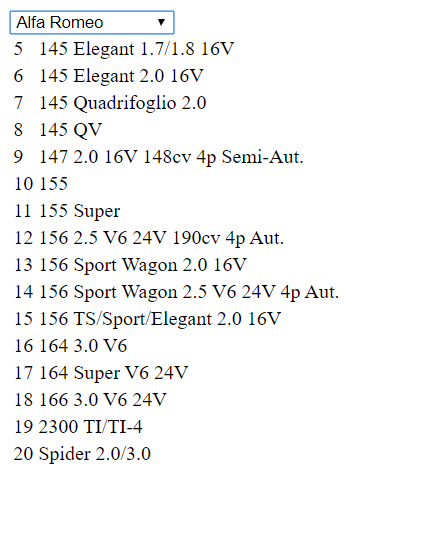 Alfa Romeo
5 145 Elegant 1.7/1.8 16V
6 145 Elegant 2.0 16V
7 145 Quadrifoglio 2.0
8 145 QV
9 147 2.0 16V 148cv 4p Semi-Aut.
10 155
11 155 Super
12 156 2.5 V6 24V 190cv 4p Aut.
13 156 Sport Wagon 2.0 16V
14 156 Sport Wagon 2.5 V6 24V 4p Aut.
15 156 TS/Sport/Elegant 2.0 16V
16 164 3.0 V6
17 164 Super V6 24V
18 166 3.0 V6 24V
19 2300 TI/TI-4
20 Spider 2.0/3.0